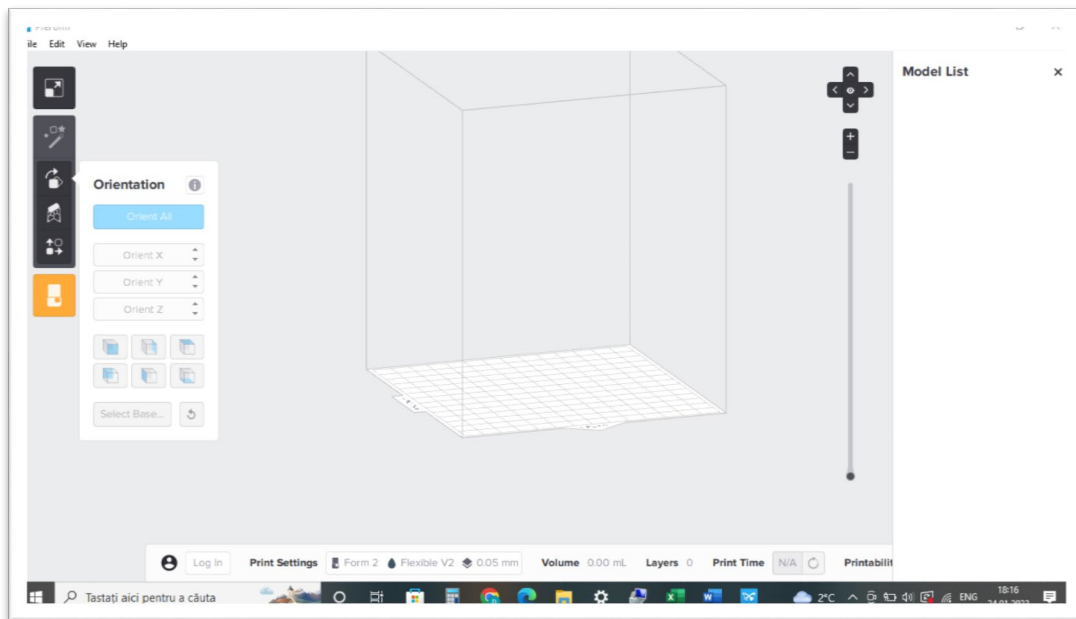 ile Edit View Help
Model List
Orientation
Orient All
Orient X
Orient Y
Orient Z
Select Base...
Log In Print Settings Form 2 Flexible V2 0.05 mm Volume 0.00 mL Layers 0 Print Time N/A Printabilit
Tastați aici pentru a căuta 2°C ENG 18:16